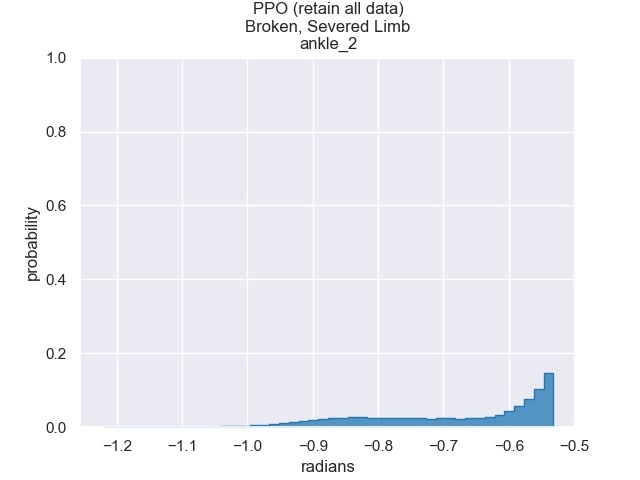 PPO (retain all data)
Broken, Severed Limb
ankle_2
1.0
0.8
0.6
0.4
0.2
0.0
probability
−1.2 −1.1 −1.0 −0.9 −0.8 −0.7 −0.6 −0.5
radians